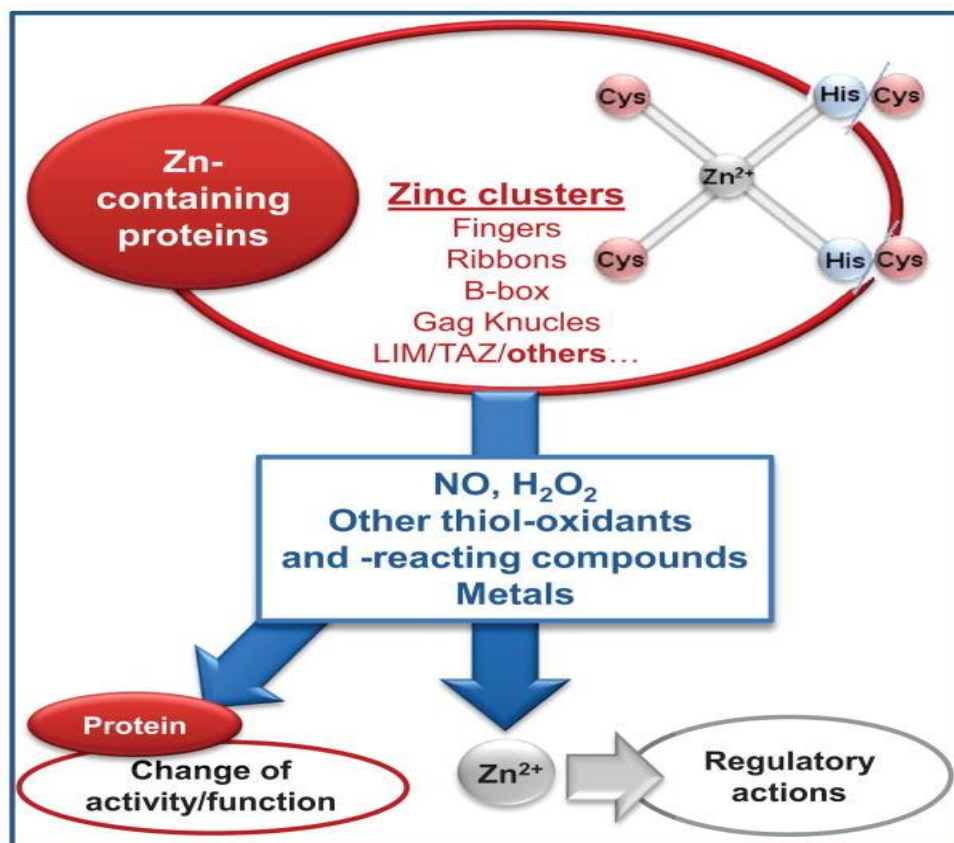 Zn-
containing
proteins
Zinc clusters
Fingers
Ribbons
B-box
Gag Knucles
LIM/TAZ/others...
Cys
His
Cys
Zn²⁺
Cys
His
Cys
NO, H₂O₂
Other thiol-oxidants
and -reacting compounds
Metals
Protein
Change of
activity/function
Zn²⁺
Regulatory
actions